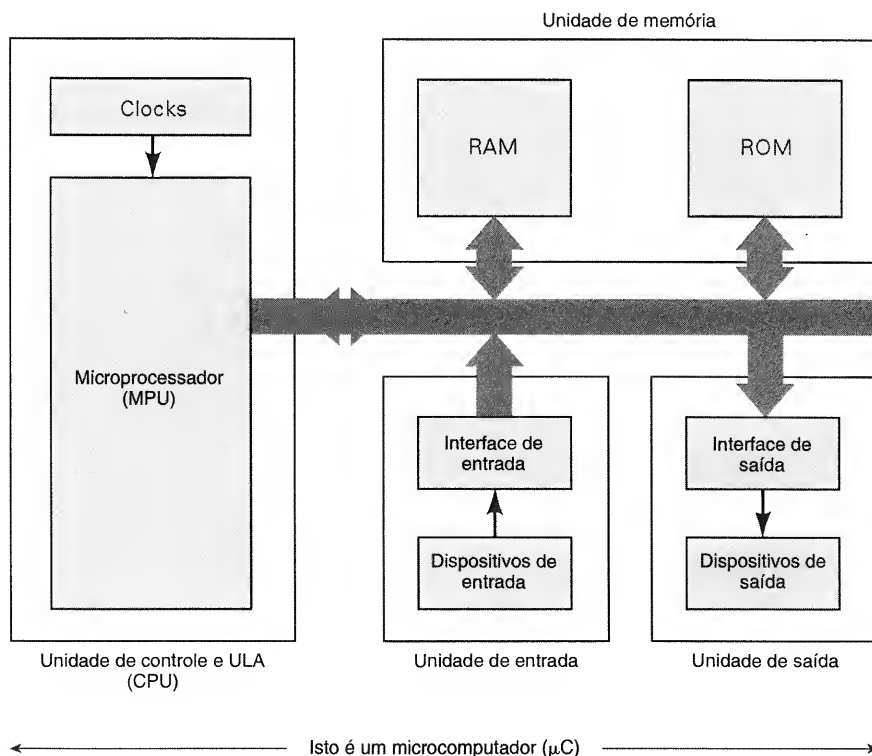 Unidade de memória
Clocks
RAM
ROM
Microprocessador
(MPU)
Interface de
entrada
Interface de
saída
Dispositivos de
entrada
Dispositivos de
saída
Unidade de controle e ULA
(CPU)
Unidade de entrada
Unidade de saída
Isto é um microcomputador (μC)